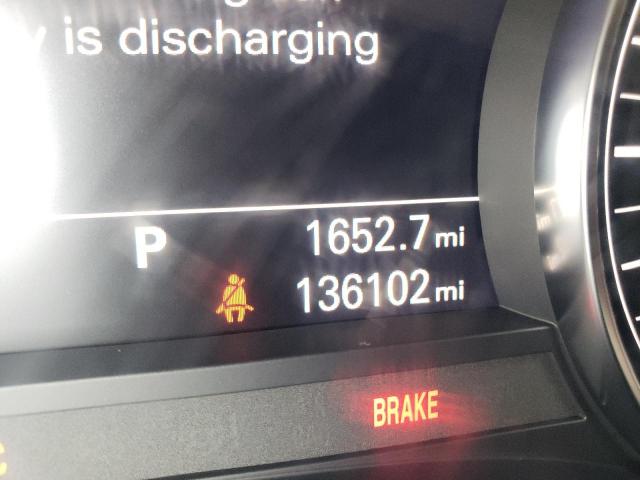 is discharging
P 1652.7 mi
136102 mi
BRAKE